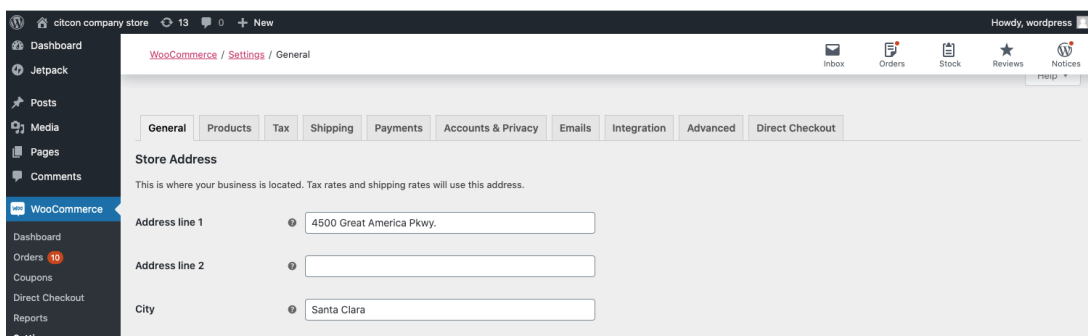 citcon company store 13 0 + New Howdy, wordpress
Dashboard
Jetpack
Posts
Media
Pages
Comments
WooCommerce
Dashboard
Orders 10
Coupons
Direct Checkout
Reports
WooCommerce / Settings / General
Inbox
Orders
Stock
Reviews
Notices
Help
General Products Tax Shipping Payments Accounts & Privacy Emails Integration Advanced Direct Checkout
Store Address
This is where your business is located. Tax rates and shipping rates will use this address.
Address line 1 4500 Great America Pkwy.
Address line 2
City Santa Clara